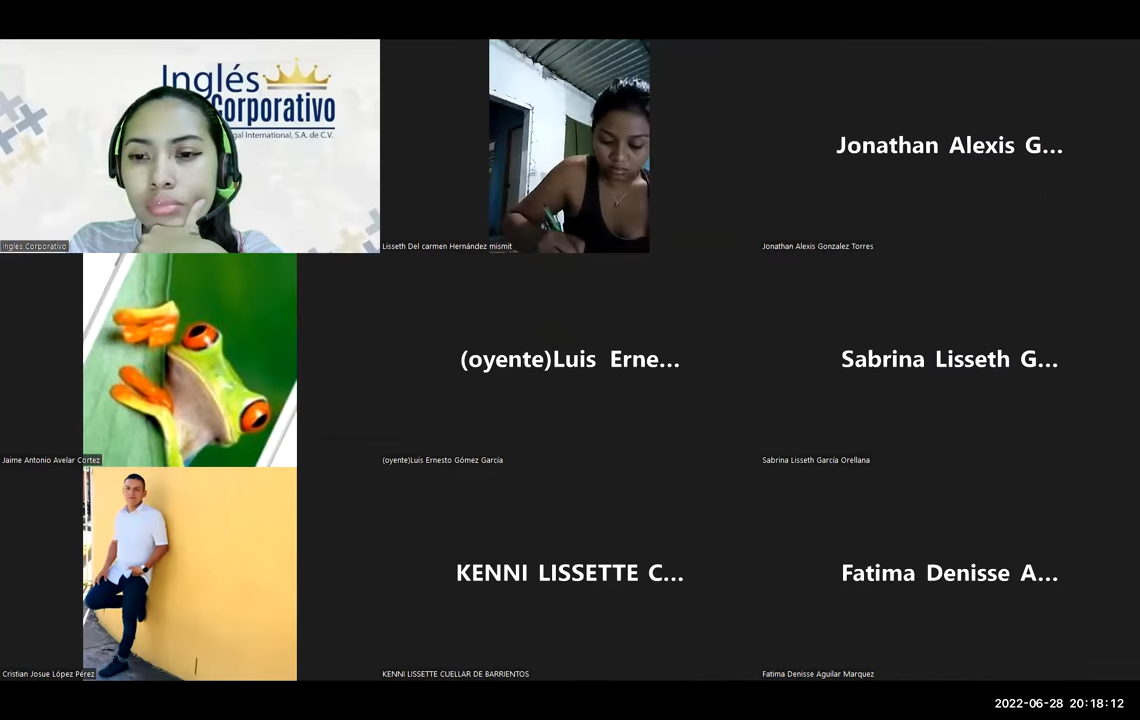 Inglés
Corporativo
gal International, S.A. de C.V.
Ingles Corporativo
Lisseth Del carmen Hernández mismit
Jonathan Alexis G...
Jonathan Alexis Gonzalez Torres
Jaime Antonio Avelar Cortez
(oyente)Luis Erne...
(oyente)Luis Ernesto Gómez García
Sabrina Lisseth G...
Sabrina Lisseth García Orellana
Cristian Josue López Pérez
KENNI LISSETTE C...
KENNI LISSETTE CUELLAR DE BARRIENTOS
Fatima Denisse A...
Fatima Denisse Aguilar Marquez
2022-06-28 20:18:12